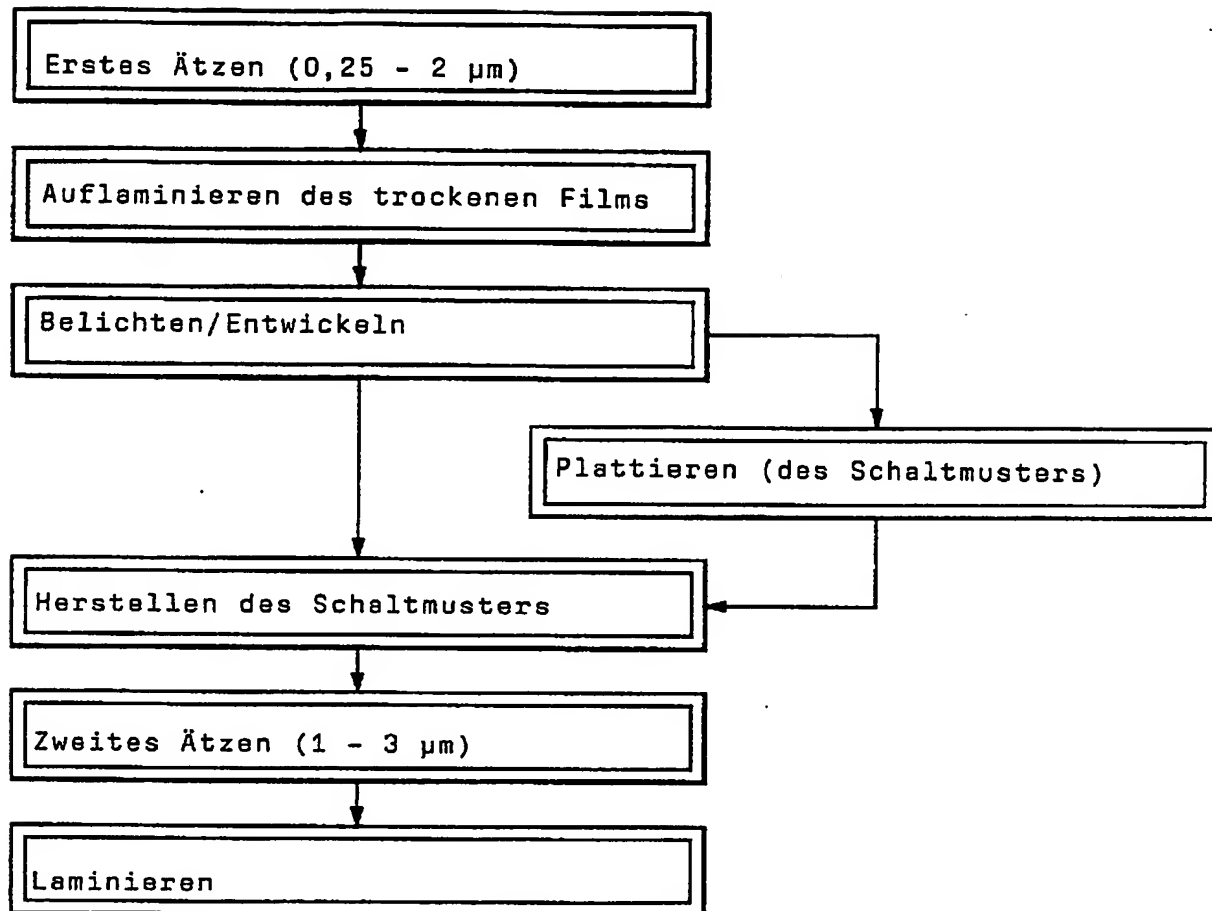 Erstes Ätzen (0,25 - 2 µm)
Auflaminieren des trockenen Films
Belichten/Entwickeln
Plattieren (des Schaltmusters)
Herstellen des Schaltmusters
Zweites Ätzen (1 - 3 µm)
Laminieren